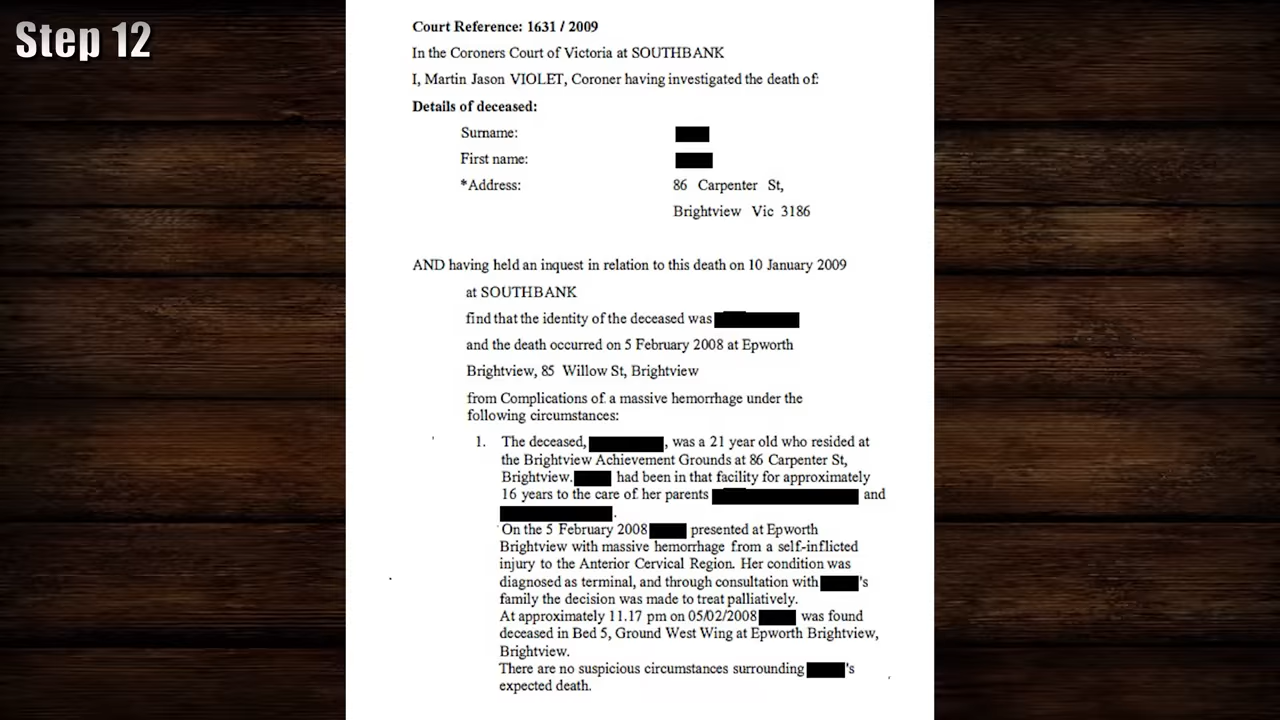 Step 12
Court Reference: 1631 / 2009
In the Coroners Court of Victoria at SOUTHBANK
I, Martin Jason VIOLET, Coroner having investigated the death of:
Details of deceased:
Surname:
First name:
*Address: 86 Carpenter St,
Brightview Vic 3186
AND having held an inquest in relation to this death on 10 January 2009
at SOUTHBANK
find that the identity of the deceased was
and the death occurred on 5 February 2008 at Epworth
Brightview, 85 Willow St, Brightview
from Complications of a massive hemorrhage under the
following circumstances:
1. The deceased, , was a 21 year old who resided at
the Brightview Achievement Grounds at 86 Carpenter St,
Brightview. had been in that facility for approximately
16 years to the care of her parents and
.
On the 5 February 2008 presented at Epworth
Brightview with massive hemorrhage from a self-inflicted
injury to the Anterior Cervical Region. Her condition was
diagnosed as terminal, and through consultation with 's
family the decision was made to treat palliatively.
At approximately 11.17 pm on 05/02/2008 was found
deceased in Bed 5, Ground West Wing at Epworth Brightview,
Brightview.
There are no suspicious circumstances surrounding 's
expected death.